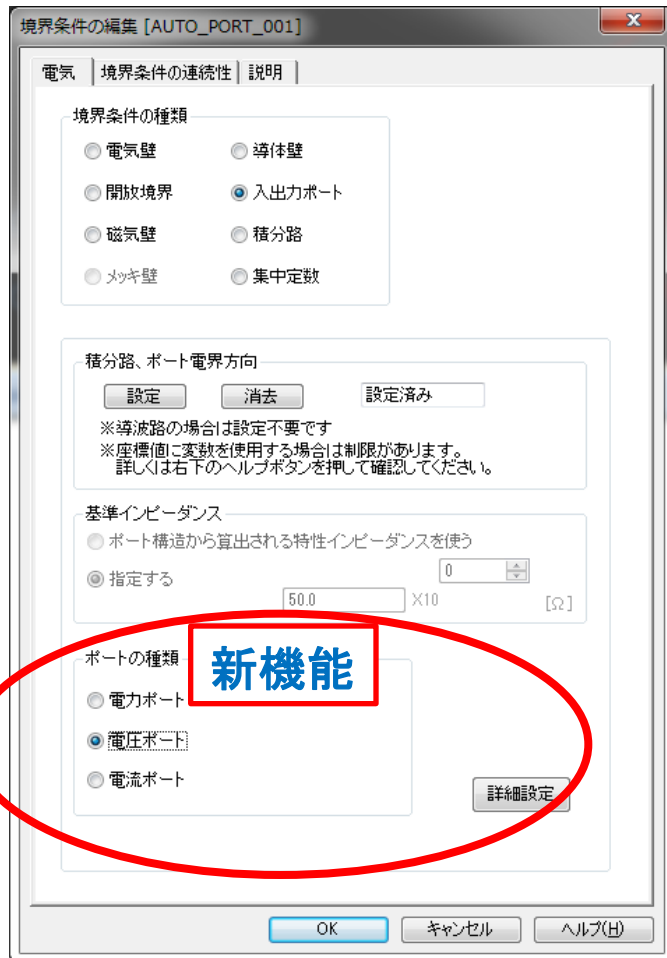 境界条件の編集 [AUTO_PORT_001]
x
電気 境界条件の連続性 説明
境界条件の種類
電気壁 導体壁
開放境界 入出力ポート
磁気壁 積分路
メッキ壁 集中定数
積分路、ポート電界方向
設定 消去 設定済み
※導波路の場合は設定不要です
※座標値に変数を使用する場合は制限があります。
詳しくは右下のヘルプボタンを押して確認してください。
基準インピーダンス
ポート構造から算出される特性インピーダンスを使う
指定する 0
50.0 X10 [Ω]
ポートの種類 新機能
電力ポート
電圧ポート
電流ポート 詳細設定
OK キャンセル ヘルプ(H)